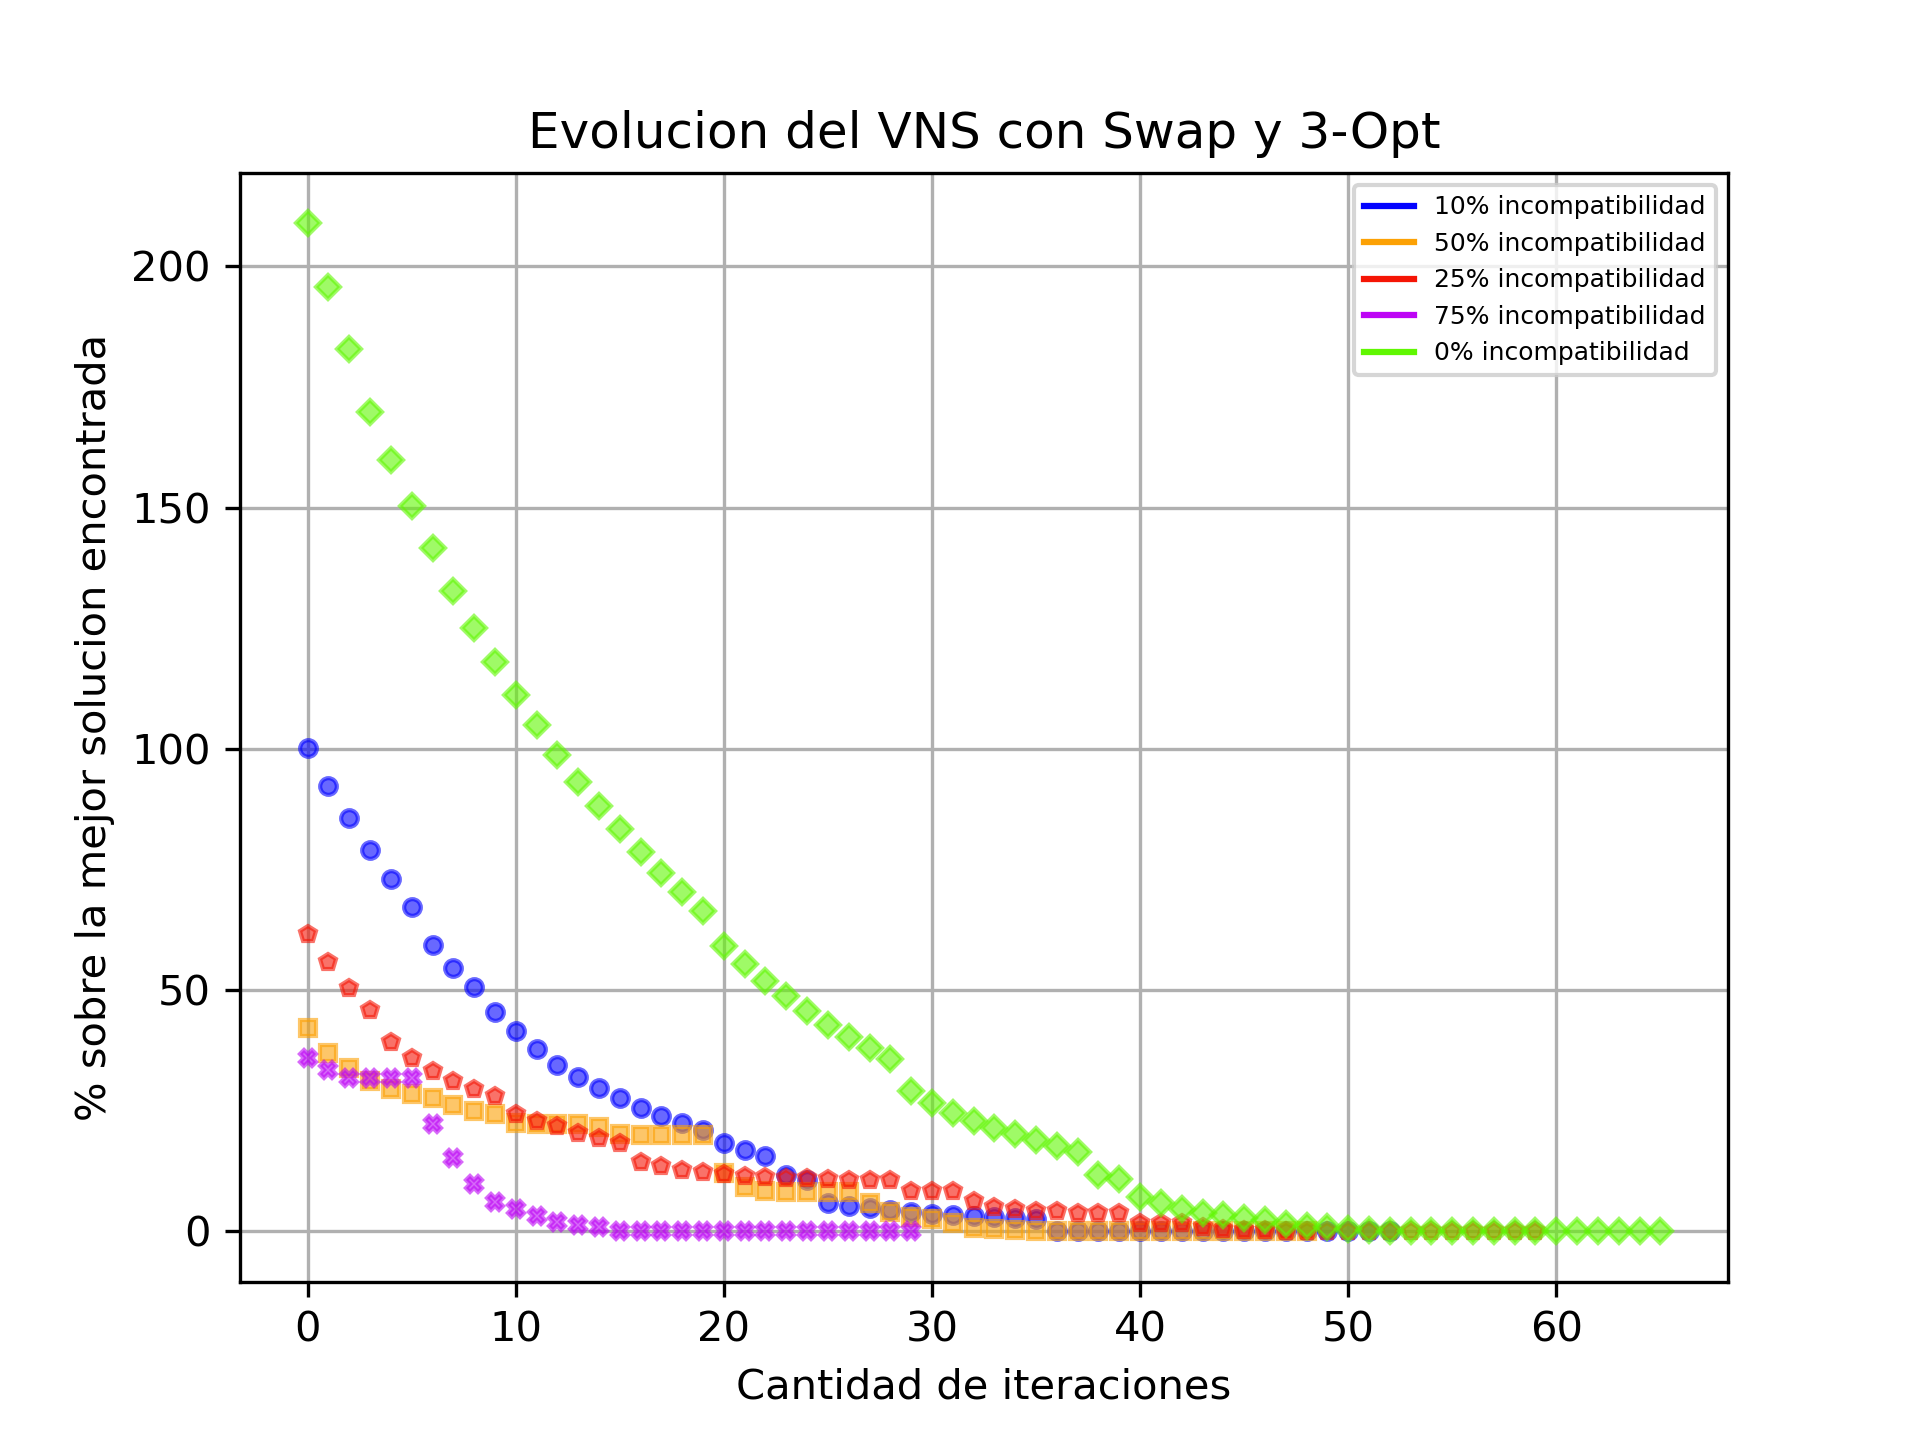 Evolucion del VNS con Swap y 3-Opt
10% incompatibilidad
50% incompatibilidad
25% incompatibilidad
75% incompatibilidad
0% incompatibilidad
% sobre la mejor solucion encontrada
200
150
100
50
0
0 10 20 30 40 50 60
Cantidad de iteraciones